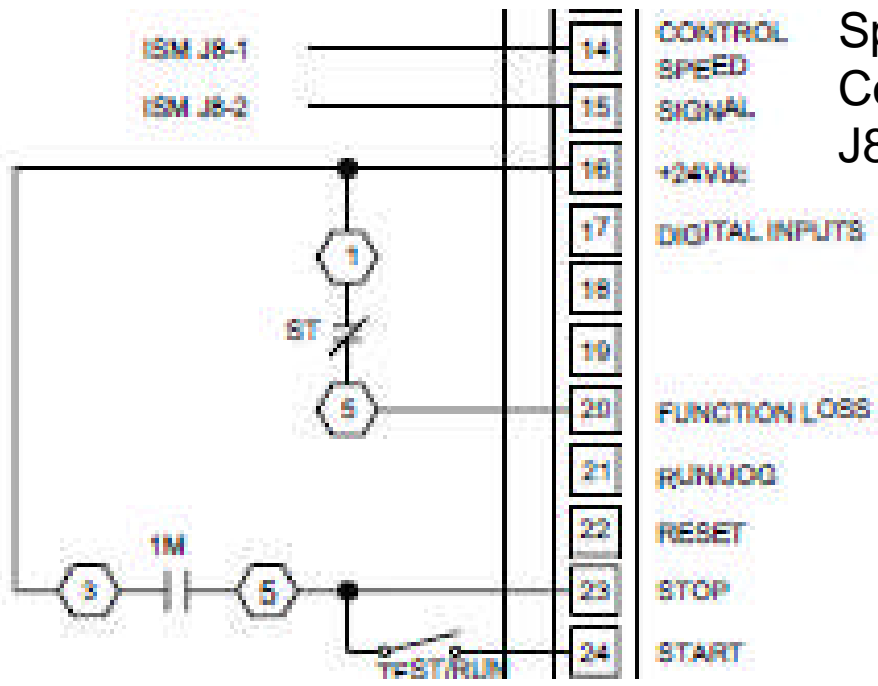 ISM J8-1
14
CONTROL
SPEED
ISM J8-2
15
SIGNAL
16
+24Vdc
17
DIGITAL INPUTS
1
18
ST
19
5
20
FUNCTION LOSS
21
RUN/JOG
22
RESET
1M
3
5
23
STOP
TEST/RUN
24
START
Sp
Co
J8